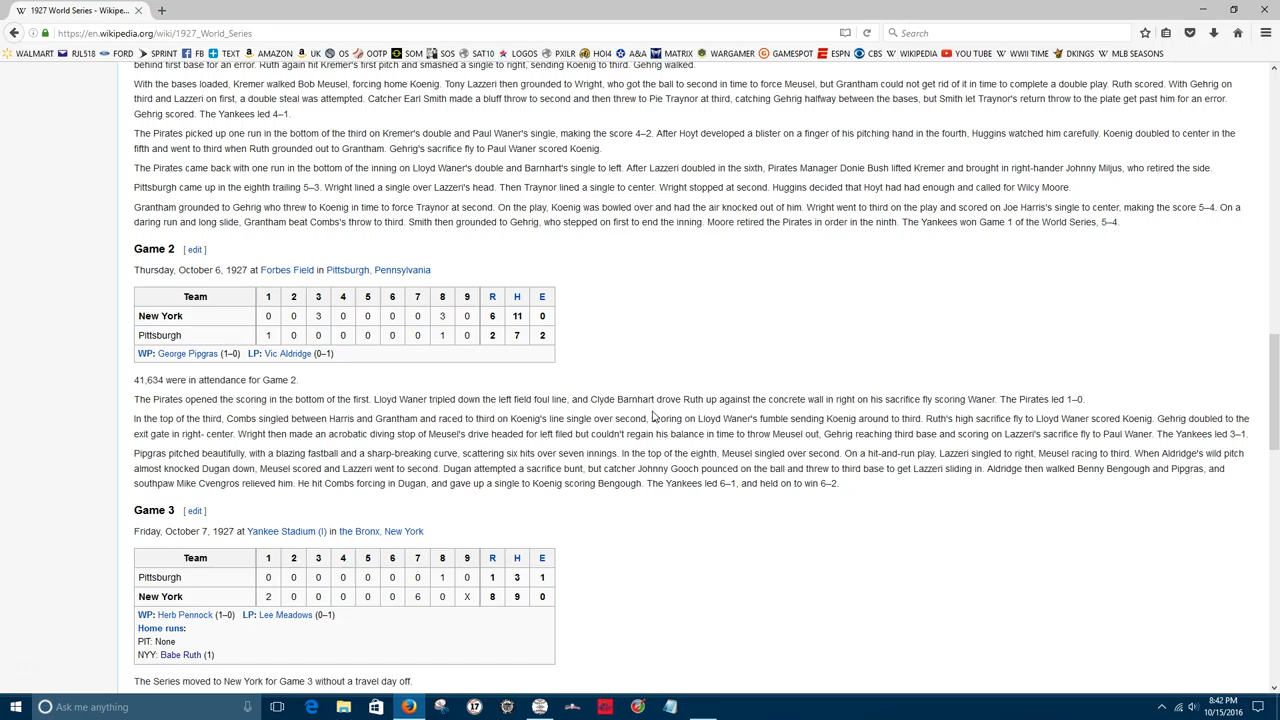 1927 World Series - Wikipe...
https://en.wikipedia.org/wiki/1927_World_Series
Search
WALMART RJL518 FORD SPRINT FB TEXT AMAZON UK OS OOTP SOM SOS SAT10 LOGOS PXILR HOI4 A&A MATRIX WARGAMER GAMESPOT ESPN CBS WIKIPEDIA YOU TUBE WWII TIME DKINGS MLB SEASONS
behind first base for an error. Ruth again hit Kremer's first pitch and smashed a single to right, sending Koenig to third. Gehrig walked.
With the bases loaded, Kremer walked Bob Meusel, forcing home Koenig. Tony Lazzeri then grounded to Wright, who got the ball to second in time to force Meusel, but Grantham could not get rid of it in time to complete a double play. Ruth scored. With Gehrig on
third and Lazzeri on first, a double steal was attempted. Catcher Earl Smith made a bluff throw to second and then threw to Pie Traynor at third, catching Gehrig halfway between the bases, but Smith let Traynor's return throw to the plate get past him for an error.
Gehrig scored. The Yankees led 4–1.
The Pirates picked up one run in the bottom of the third on Kremer's double and Paul Waner's single, making the score 4–2. After Hoyt developed a blister on a finger of his pitching hand in the fourth, Huggins watched him carefully. Koenig doubled to center in the
fifth and went to third when Ruth grounded out to Grantham. Gehrig's sacrifice fly to Paul Waner scored Koenig.
The Pirates came back with one run in the bottom of the inning on Lloyd Waner's double and Barnhart's single to left. After Lazzeri doubled in the sixth, Pirates Manager Donie Bush lifted Kremer and brought in right-hander Johnny Miljus, who retired the side.
Pittsburgh came up in the eighth trailing 5–3. Wright lined a single over Lazzeri's head. Then Traynor lined a single to center. Wright stopped at second. Huggins decided that Hoyt had had enough and called for Wilcy Moore.
Grantham grounded to Gehrig who threw to Koenig in time to force Traynor at second. On the play, Koenig was bowled over and had the air knocked out of him. Wright went to third on the play and scored on Joe Harris's single to center, making the score 5–4. On a
daring run and long slide, Grantham beat Combs's throw to third. Smith then grounded to Gehrig, who stepped on first to end the inning. Moore retired the Pirates in order in the ninth. The Yankees won Game 1 of the World Series, 5–4.
Game 2 [ edit ]
Thursday, October 6, 1927 at Forbes Field in Pittsburgh, Pennsylvania
Team 1 2 3 4 5 6 7 8 9 R H E
New York 0 0 3 0 0 0 0 3 0 6 11 0
Pittsburgh 1 0 0 0 0 0 0 1 0 2 7 2
WP: George Pipgras (1–0) LP: Vic Aldridge (0–1)
41,634 were in attendance for Game 2.
The Pirates opened the scoring in the bottom of the first. Lloyd Waner tripled down the left field foul line, and Clyde Barnhart drove Ruth up against the concrete wall in right on his sacrifice fly scoring Waner. The Pirates led 1–0.
In the top of the third, Combs singled between Harris and Grantham and raced to third on Koenig's line single over second, scoring on Lloyd Waner's fumble sending Koenig around to third. Ruth's high sacrifice fly to Lloyd Waner scored Koenig. Gehrig doubled to the
exit gate in right- center. Wright then made an acrobatic diving stop of Meusel's drive headed for left filed but couldn't regain his balance in time to throw Meusel out, Gehrig reaching third base and scoring on Lazzeri's sacrifice fly to Paul Waner. The Yankees led 3–1.
Pipgras pitched beautifully, with a blazing fastball and a sharp-breaking curve, scattering six hits over seven innings. In the top of the eighth, Meusel singled over second. On a hit-and-run play, Lazzeri singled to right, Meusel racing to third. When Aldridge's wild pitch
almost knocked Dugan down, Meusel scored and Lazzeri went to second. Dugan attempted a sacrifice bunt, but catcher Johnny Gooch pounced on the ball and threw to third base to get Lazzeri sliding in. Aldridge then walked Benny Bengough and Pipgras, and
southpaw Mike Cvengros relieved him. He hit Combs forcing in Dugan, and gave up a single to Koenig scoring Bengough. The Yankees led 6–1, and held on to win 6–2.
Game 3 [ edit ]
Friday, October 7, 1927 at Yankee Stadium (I) in the Bronx, New York
Team 1 2 3 4 5 6 7 8 9 R H E
Pittsburgh 0 0 0 0 0 0 0 1 0 1 3 1
New York 2 0 0 0 0 0 6 0 X 8 9 0
WP: Herb Pennock (1–0) LP: Lee Meadows (0–1)
Home runs:
PIT: None
NYY: Babe Ruth (1)
The Series moved to New York for Game 3 without a travel day off.
Ask me anything
8:42 PM
10/15/2016